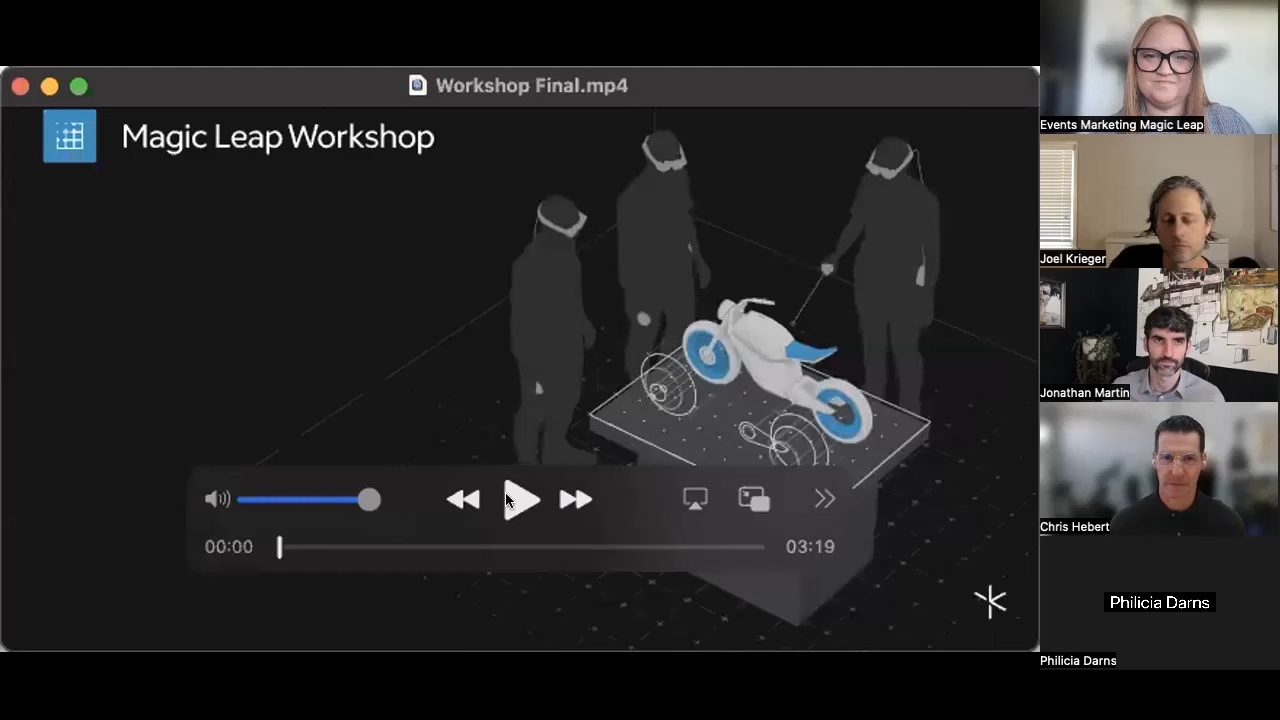 Workshop Final.mp4
Magic Leap Workshop
00:00
03:19
Events Marketing Magic Leap
Joel Krieger
Jonathan Martin
Chris Hebert
Philicia Darns
Philicia Darns